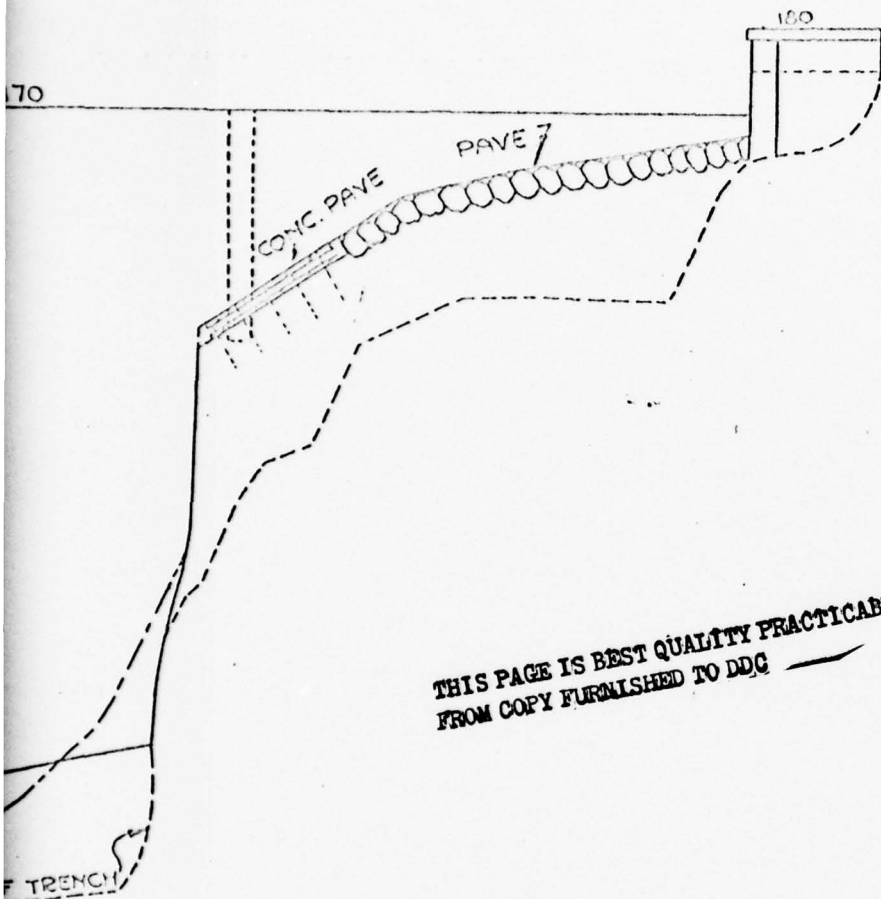 180
170
PAVE
CONC. PAVE
THIS PAGE IS BEST QUALITY PRACTICAB
FROM COPY FURNISHED TO DDC
F TRENCH